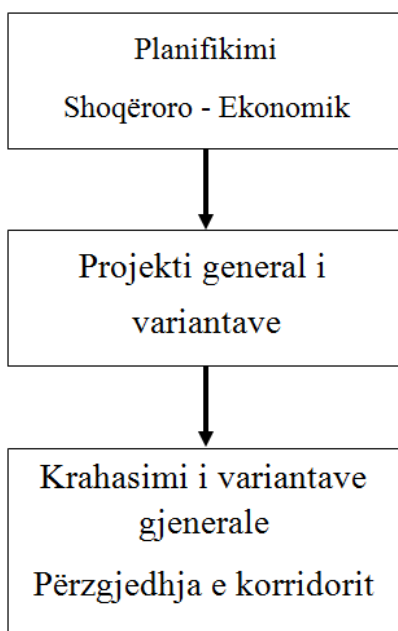 Planifikimi
Shoqëroro - Ekonomik
Projekti general i
variantave
Krahasimi i variantave
gjenerale
Përzgjedhja e korridorit